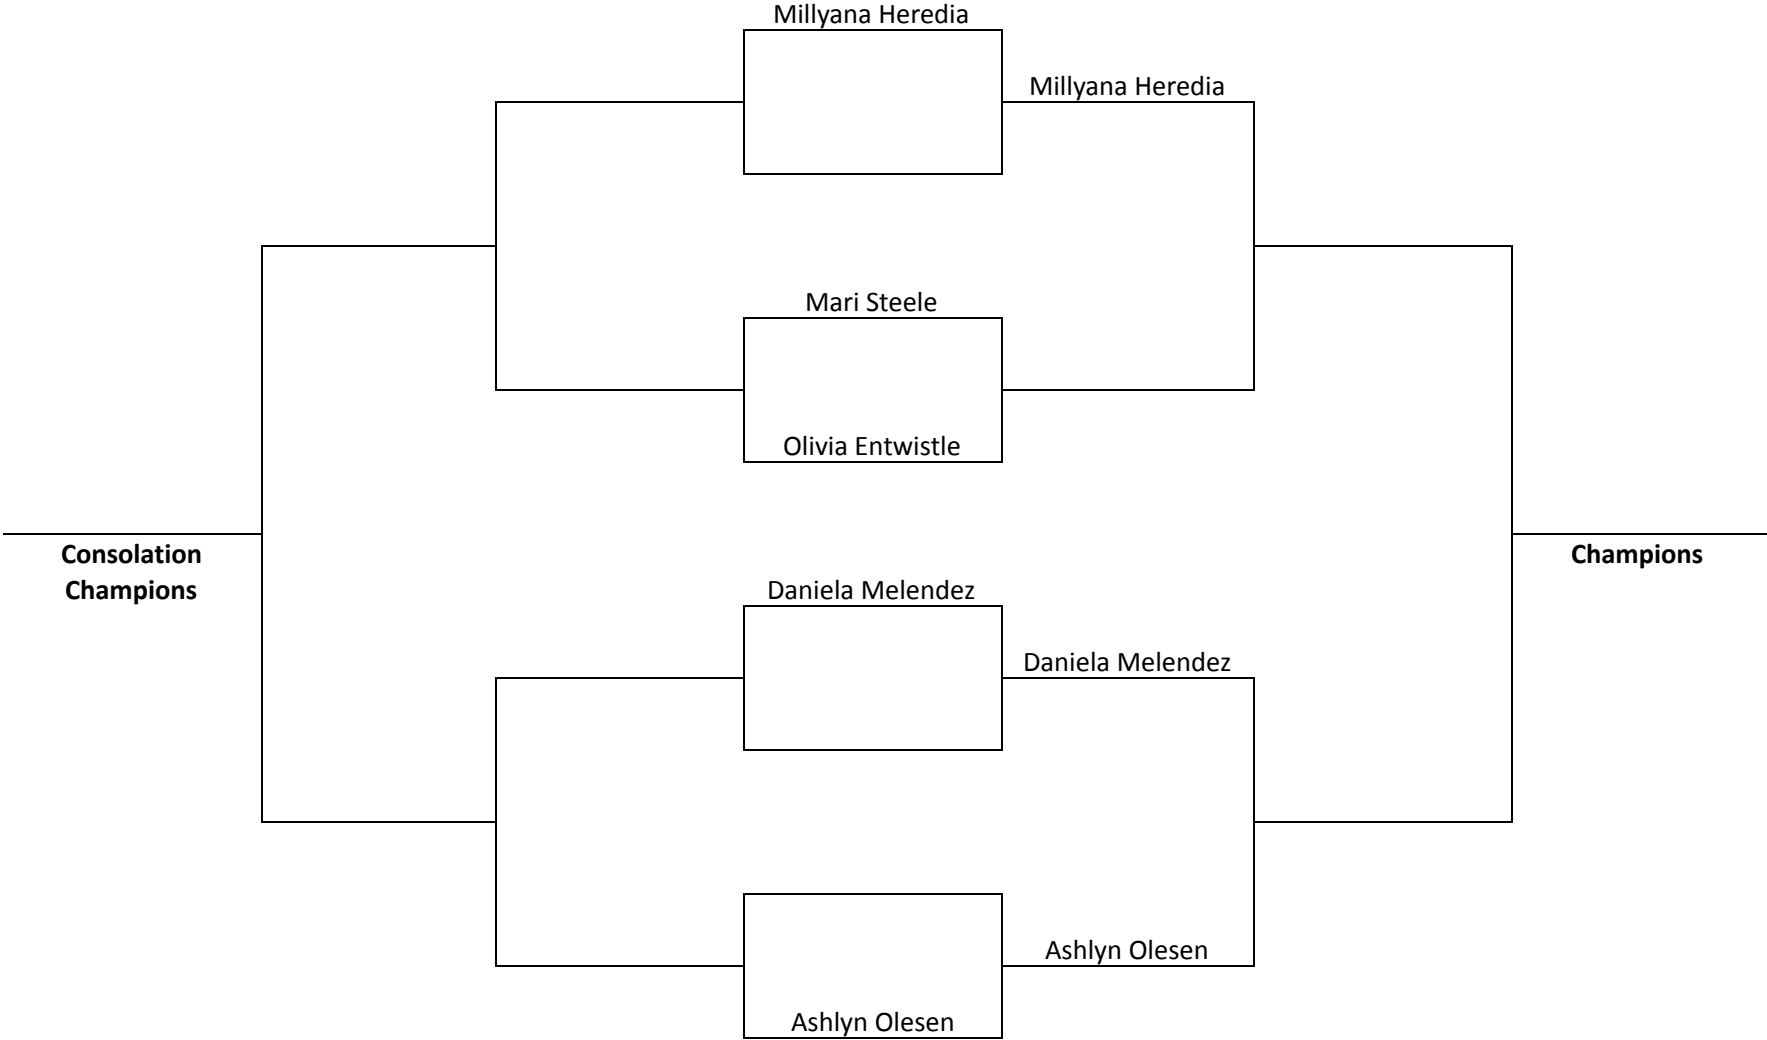 Millyana Heredia
Millyana Heredia
Mari Steele
Olivia Entwistle
Consolation
Champions
Champions
Daniela Melendez
Daniela Melendez
Ashlyn Olesen
Ashlyn Olesen